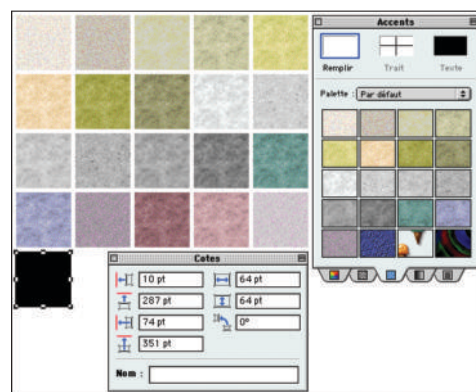 Accents
Remplir Trait Texte
Palette : Par défaut
Cotes
10 pt 64 pt
287 pt 64 pt
74 pt 0°
351 pt
Nom :